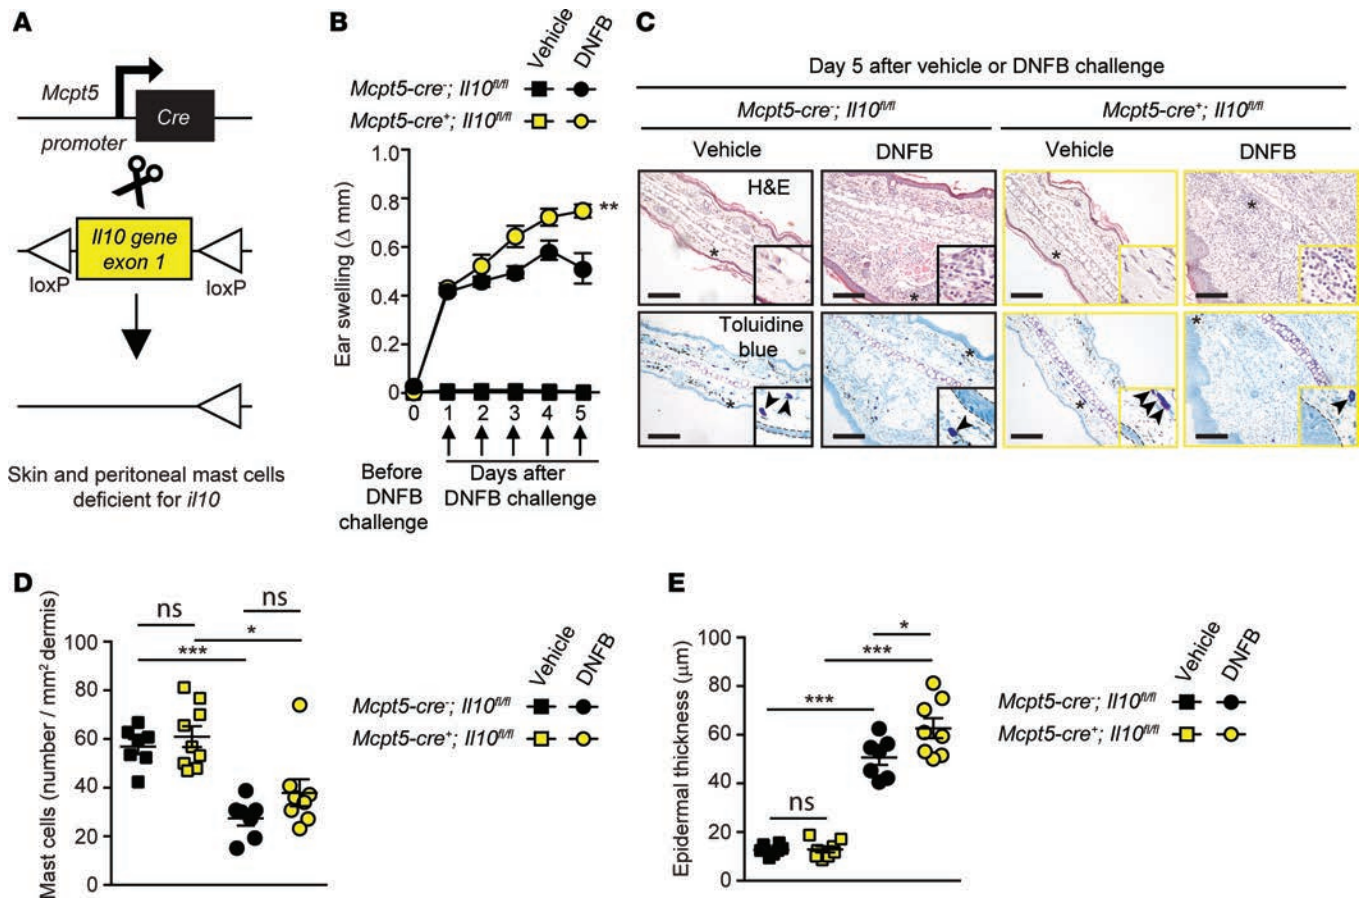 A
Mcpt5
promoter
Cre
Il10 gene
exon 1
loxP
loxP
Skin and peritoneal mast cells
deficient for il10
B
Vehicle
DNFB
Mcpt5-cre⁻; Il10ᶠˡ/ᶠˡ
Mcpt5-cre⁺; Il10ᶠˡ/ᶠˡ
Ear swelling (Δ mm)
1.0
0.8
0.6
0.4
0.2
0
**
0 1 2 3 4 5
Before
DNFB
challenge
Days after
DNFB challenge
C
Day 5 after vehicle or DNFB challenge
Mcpt5-cre⁻; Il10ᶠˡ/ᶠˡ
Mcpt5-cre⁺; Il10ᶠˡ/ᶠˡ
Vehicle DNFB Vehicle DNFB
H&E
* * * *
Toluidine
blue
* * * *
D
Mast cells (number / mm² dermis)
100
80
60
40
20
0
ns
ns
*
***
Vehicle
DNFB
Mcpt5-cre⁻; Il10ᶠˡ/ᶠˡ
Mcpt5-cre⁺; Il10ᶠˡ/ᶠˡ
E
Epidermal thickness (μm)
100
80
60
40
20
0
*
***
***
ns
Vehicle
DNFB
Mcpt5-cre⁻; Il10ᶠˡ/ᶠˡ
Mcpt5-cre⁺; Il10ᶠˡ/ᶠˡ